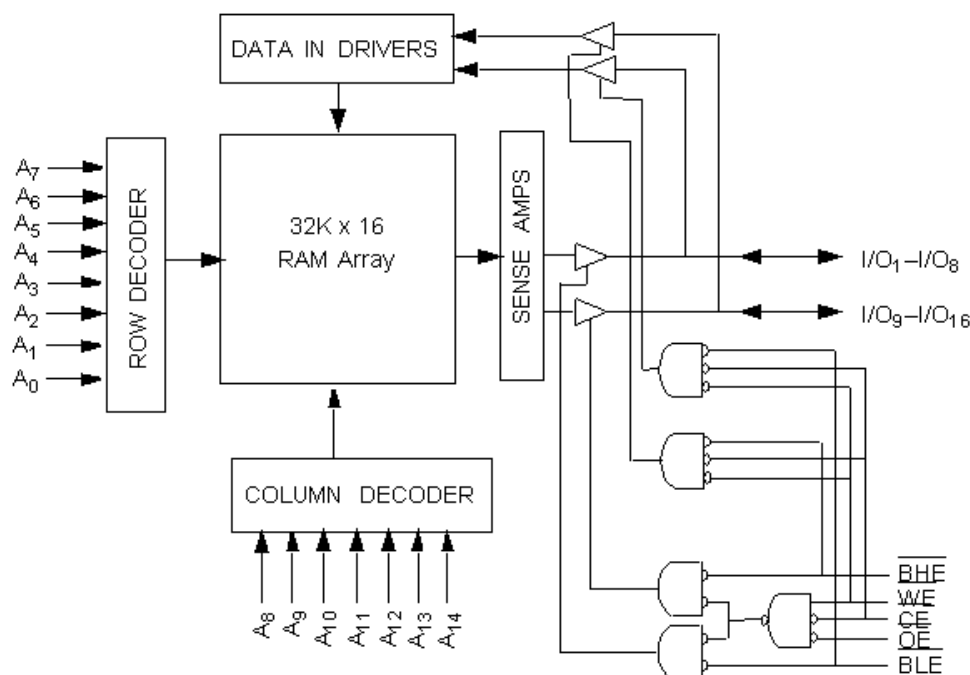 DATA IN DRIVERS
A7
A6
A5
A4
A3
A2
A1
A0
ROW DECODER
32K x 16
RAM Array
SENSE AMPS
I/O1–I/O8
I/O9–I/O16
COLUMN DECODER
A8
A9
A10
A11
A12
A13
A14
BHE
WE
CE
OE
BLE